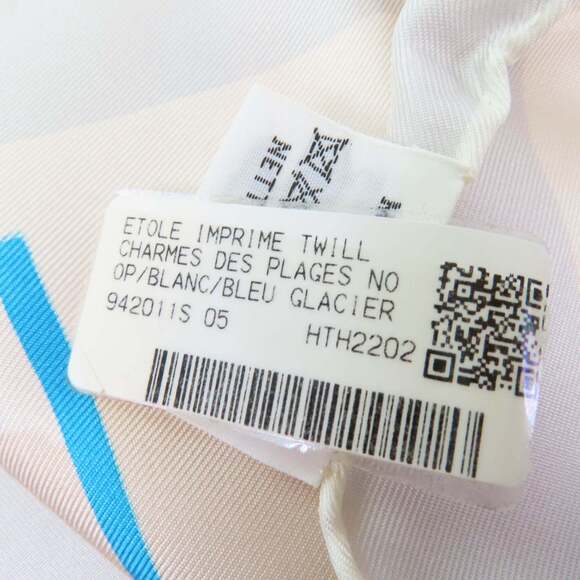 ETOLE IMPRIME TWILL
CHARMES DES PLAGES NO
OP/BLANC/BLEU GLACIER
942011S 05 HTH2202